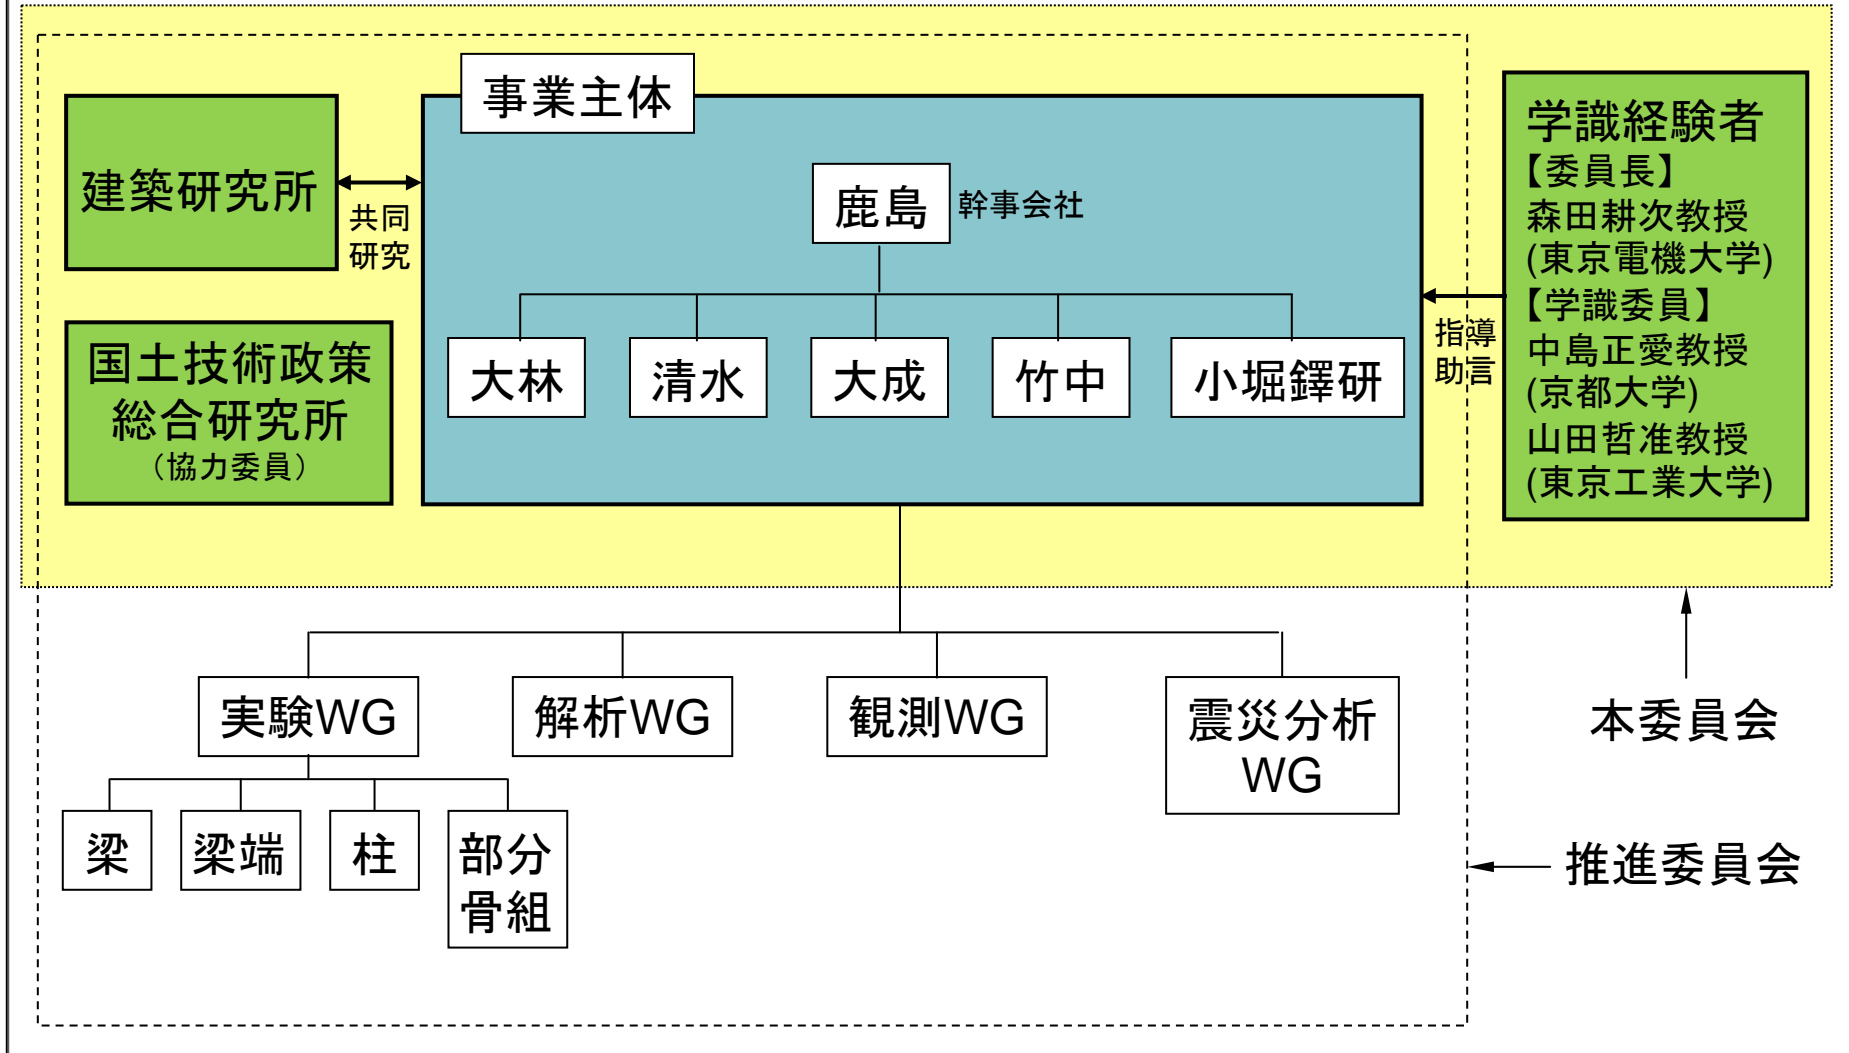 事業主体
建築研究所
共同
研究
鹿島
幹事会社
大林
清水
大成
竹中
小堀鐸研
国土技術政策
総合研究所
（協力委員）
学識経験者
【委員長】
森田耕次教授
(東京電機大学)
【学識委員】
中島正愛教授
(京都大学)
山田哲准教授
(東京工業大学)
指導
助言
実験WG
解析WG
観測WG
震災分析
WG
梁
梁端
柱
部分
骨組
本委員会
推進委員会